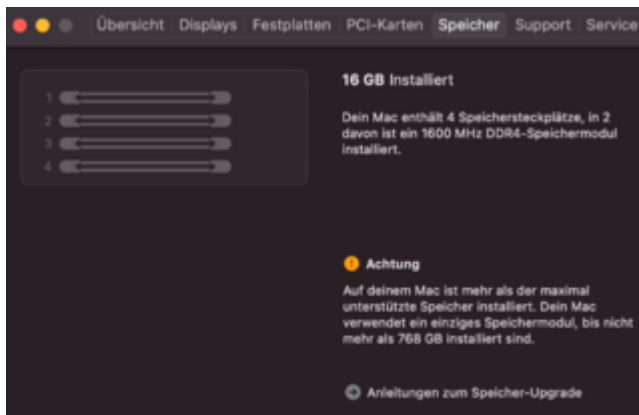 Übersicht Displays Festplatten PCI-Karten Speicher Support Service
1
2
3
4
16 GB Installiert
Dein Mac enthält 4 Speichersteckplätze, in 2
davon ist ein 1600 MHz DDR4-Speichermodul
installiert.
Achtung
Auf deinem Mac ist mehr als der maximal
unterstützte Speicher installiert. Dein Mac
verwendet ein einziges Speichermodul, bis nicht
mehr als 768 GB installiert sind.
Anleitungen zum Speicher-Upgrade